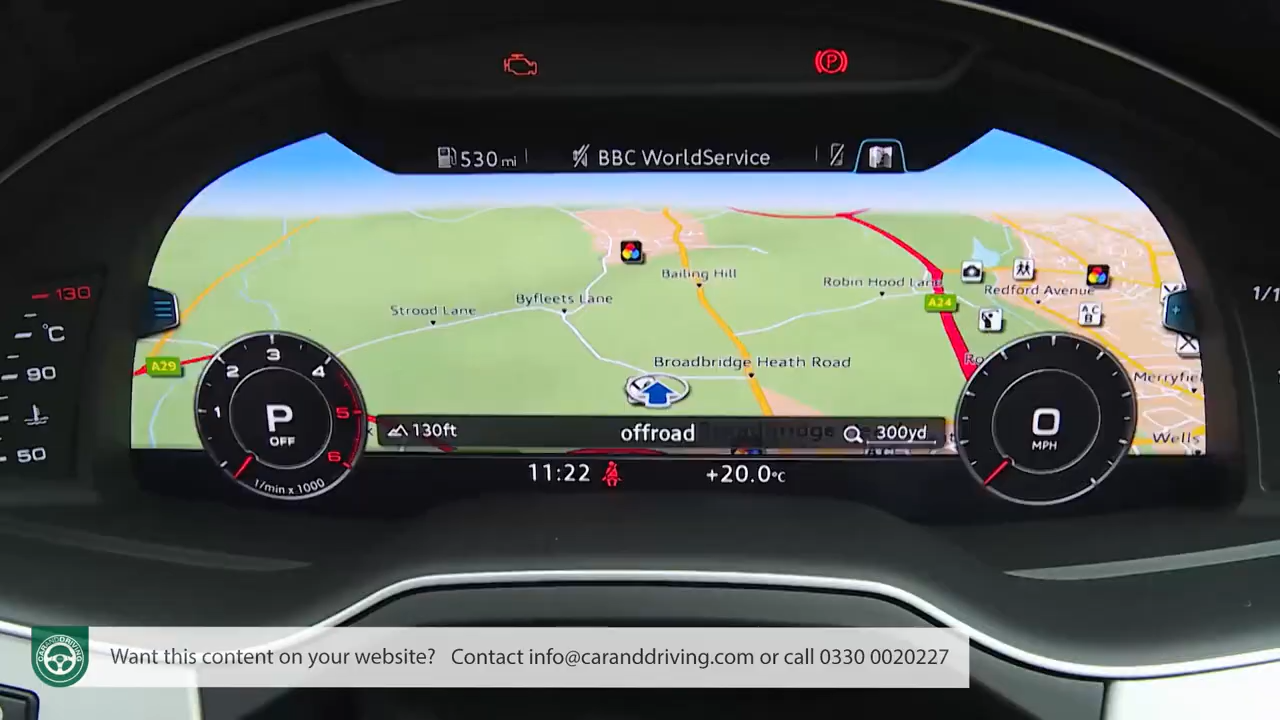 P
530 mi
BBC WorldService
130
°C
90
50
1/1
Bailing Hill
Robin Hood Lane
Redford Avenue
Byfleets Lane
Strood Lane
A24
A29
Broadbridge Heath Road
Merryfie
Wells
1
2
3
4
5
6
P
OFF
1/min x 1000
0
MPH
130ft
offroad
300yd
11:22
+20.0°C
CARANDDRIVING
Want this content on your website? Contact info@caranddriving.com or call 0330 0020227